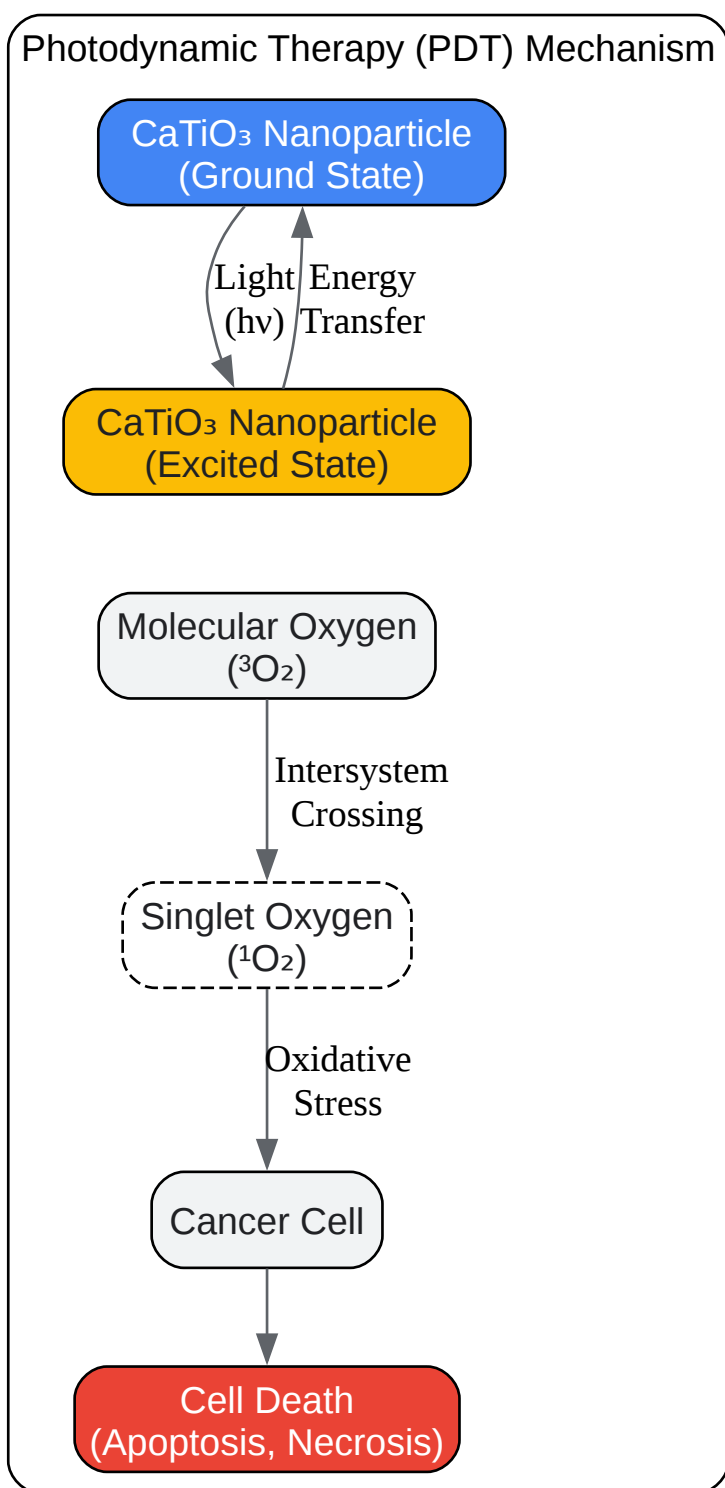 Photodynamic Therapy (PDT) Mechanism
CaTiO₃ Nanoparticle
(Ground State)
Light
(hν)
Energy
Transfer
CaTiO₃ Nanoparticle
(Excited State)
Molecular Oxygen
(³O₂)
Intersystem
Crossing
Singlet Oxygen
(¹O₂)
Oxidative
Stress
Cancer Cell
Cell Death
(Apoptosis, Necrosis)